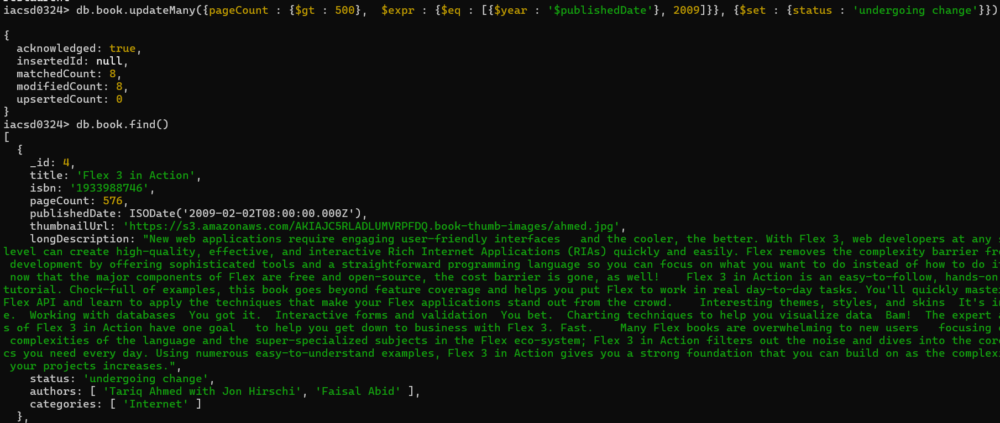 iacsd0324> db.book.updateMany({pageCount : {$gt : 500},  $expr : {$eq : [{$year : '$publishedDate'}, 2009]}}, {$set : {status : 'undergoing change'}})
{
  acknowledged: true,
  insertedId: null,
  matchedCount: 8,
  modifiedCount: 8,
  upsertedCount: 0
}
iacsd0324> db.book.find()
[
  {
    _id: 4,
    title: 'Flex 3 in Action',
    isbn: '1933988746',
    pageCount: 576,
    publishedDate: ISODate('2009-02-02T08:00:00.000Z'),
    thumbnailUrl: 'https://s3.amazonaws.com/AKIAJC5RLADLUMVRPFDQ.book-thumb-images/ahmed.jpg',
    longDescription: "New web applications require engaging user-friendly interfaces   and the cooler, the better. With Flex 3, web developers at any
level can create high-quality, effective, and interactive Rich Internet Applications (RIAs) quickly and easily. Flex removes the complexity barrier
 development by offering sophisticated tools and a straightforward programming language so you can focus on what you want to do instead of how to do
 now that the major components of Flex are free and open-source, the cost barrier is gone, as well!    Flex 3 in Action is an easy-to-follow, hands-on
tutorial. Chock-full of examples, this book goes beyond feature coverage and helps you put Flex to work in real day-to-day tasks. You'll quickly
Flex API and learn to apply the techniques that make your Flex applications stand out from the crowd.    Interesting themes, styles, and skins  It's
e.  Working with databases  You got it.  Interactive forms and validation  You bet.  Charting techniques to help you visualize data  Bam!  The expert
s of Flex 3 in Action have one goal   to help you get down to business with Flex 3. Fast.    Many Flex books are overwhelming to new users   focusing
 complexities of the language and the super-specialized subjects in the Flex eco-system; Flex 3 in Action filters out the noise and dives into the
cs you need every day. Using numerous easy-to-understand examples, Flex 3 in Action gives you a strong foundation that you can build on as the
 your projects increases.",
    status: 'undergoing change',
    authors: [ 'Tariq Ahmed with Jon Hirschi', 'Faisal Abid' ],
    categories: [ 'Internet' ]
  },